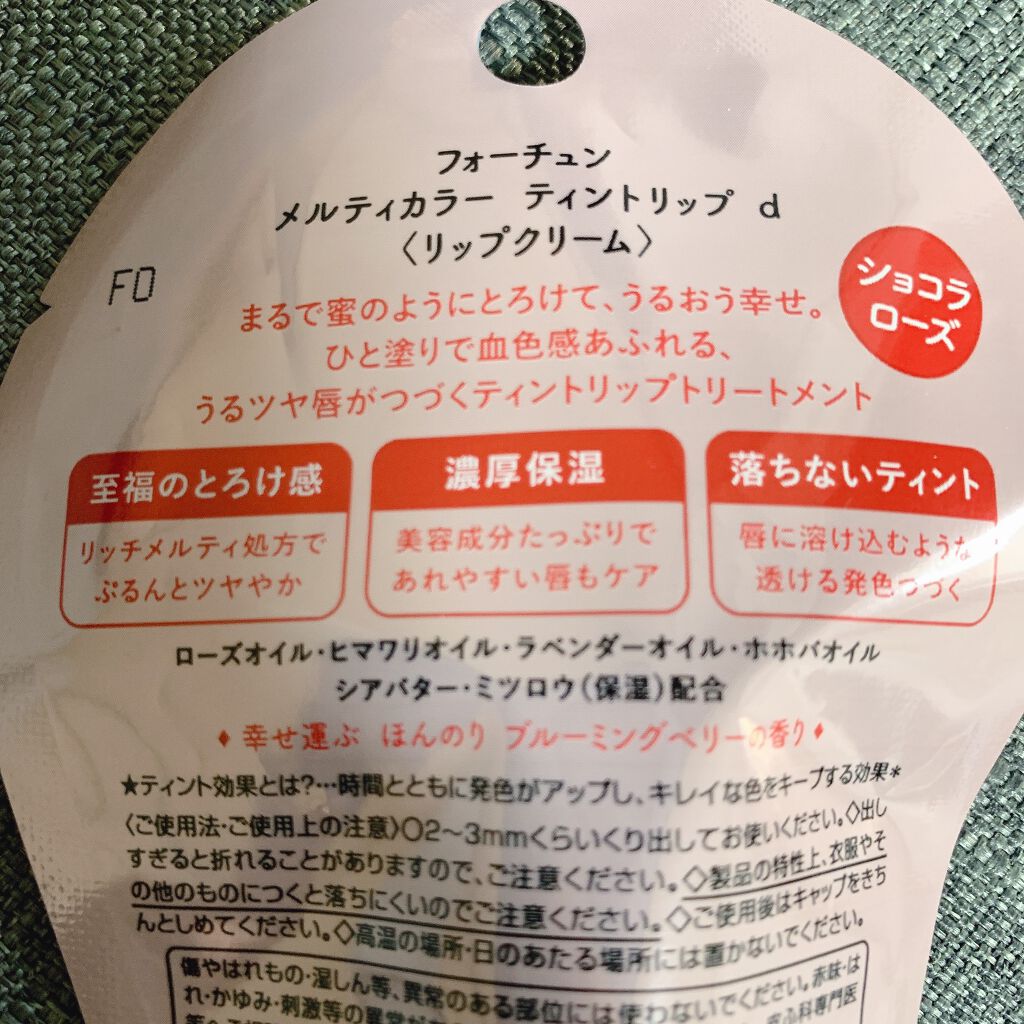 フォーチュン
メルティカラー ティントリップ d
〈リップクリーム〉
FO
ショコラ
ローズ
まるで蜜のようにとろけて、うるおう幸せ。
ひと塗りで血色感あふれる、
うるツヤ唇がつづくティントリップトリートメント
至福のとろけ感
リッチメルティ処方で
ぷるんとツヤやか
濃厚保湿
美容成分たっぷりで
あれやすい唇もケア
落ちないティント
唇に溶け込むような
透ける発色つづく
ローズオイル・ヒマワリオイル・ラベンダーオイル・ホホバオイル
シアバター・ミツロウ(保湿)配合
♦幸せ運ぶ ほんのり ブルーミングベリーの香り♦
★ティント効果とは?…時間とともに発色がアップし、キレイな色をキープする効果*
〈ご使用法・ご使用上の注意〉○2〜3mmくらいくり出してお使いください。◇出し
すぎると折れることがありますので、ご注意ください。◇製品の特性上、衣服やそ
の他のものにつくと落ちにくいのでご注意ください。◇ご使用後はキャップをきち
んとしめてください。◇高温の場所・日のあたる場所には置かないでください。
傷やはれもの・湿しん等、異常のある部位には使わないでください。赤味・は
れ・かゆみ・刺激等の異常が
皮ふ科専門医